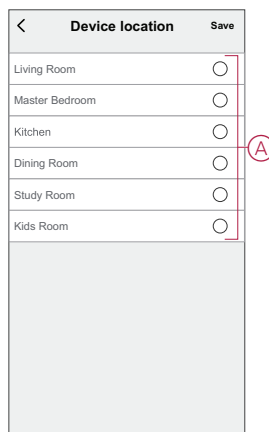 Device location Save
Living Room
Master Bedroom
Kitchen
A
Dining Room
Study Room
Kids Room